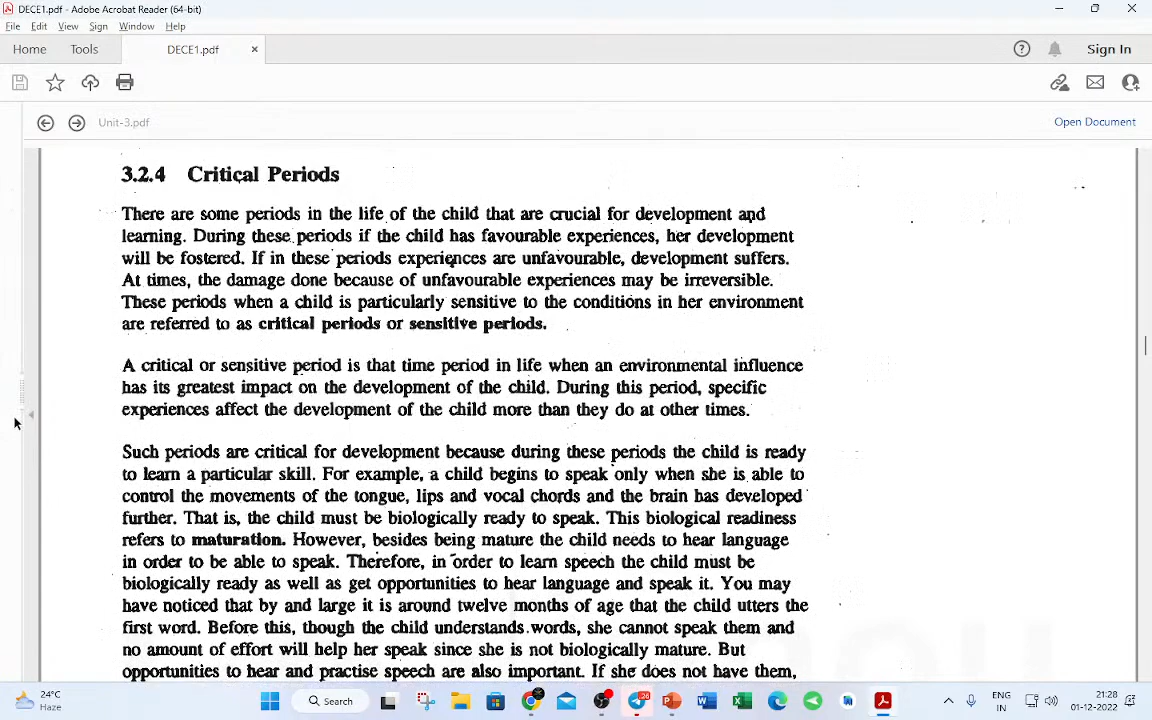 DECE1.pdf - Adobe Acrobat Reader (64-bit)
File Edit View Sign Window Help
Home Tools DECE1.pdf × Sign In
Unit-3.pdf Open Document
3.2.4 Critical Periods
There are some periods in the life of the child that are crucial for development and
learning. During these periods if the child has favourable experiences, her development
will be fostered. If in these periods experiences are unfavourable, development suffers.
At times, the damage done because of unfavourable experiences may be irreversible.
These periods when a child is particularly sensitive to the conditions in her environment
are referred to as critical periods or sensitive periods.
A critical or sensitive period is that time period in life when an environmental influence
has its greatest impact on the development of the child. During this period, specific
experiences affect the development of the child more than they do at other times.
Such periods are critical for development because during these periods the child is ready
to learn a particular skill. For example, a child begins to speak only when she is able to
control the movements of the tongue, lips and vocal chords and the brain has developed
further. That is, the child must be biologically ready to speak. This biological readiness
refers to maturation. However, besides being mature the child needs to hear language
in order to be able to speak. Therefore, in order to learn speech the child must be
biologically ready as well as get opportunities to hear language and speak it. You may
have noticed that by and large it is around twelve months of age that the child utters the
first word. Before this, though the child understands words, she cannot speak them and
no amount of effort will help her speak since she is not biologically mature. But
opportunities to hear and practise speech are also important. If she does not have them,
24°C
Haze
Search
ENG
IN
21:28
01-12-2022